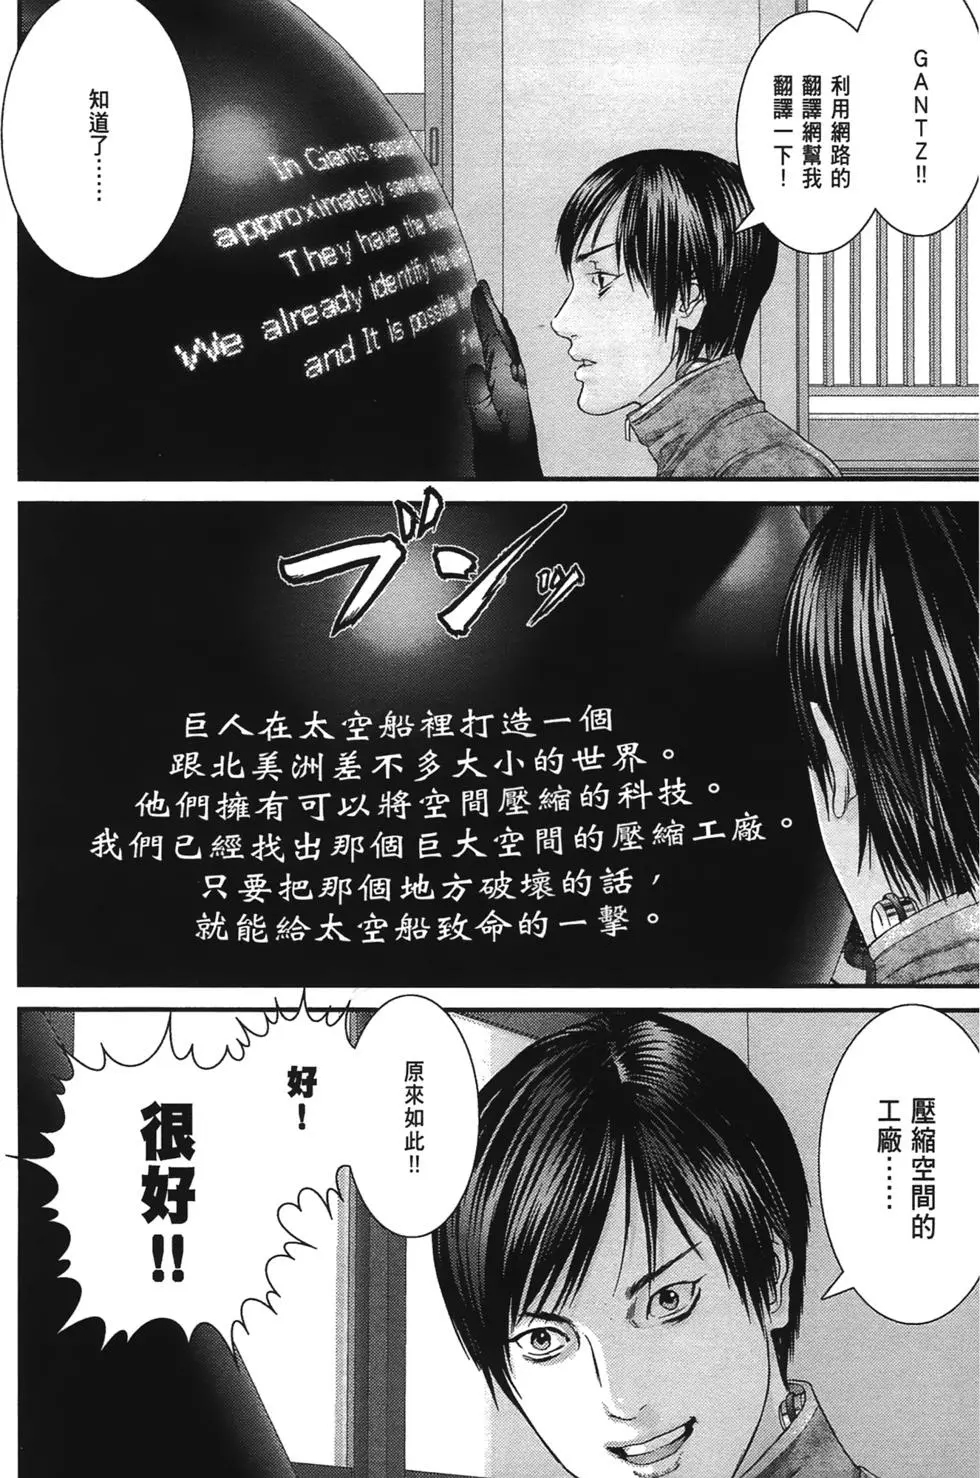 GANTZ!!
利用網路的
翻譯網幫我
翻譯一下！
知道了……
In Giants
approximately
They have the
We already identify the
and It is possible
ブンッ
巨人在太空船裡打造一個
跟北美洲差不多大小的世界。
他們擁有可以將空間壓縮的科技。
我們已經找出那個巨大空間的壓縮工廠。
只要把那個地方破壞的話，
就能給太空船致命的一擊。
壓縮空間的
工廠……
原來如此!!
好！
很好!!